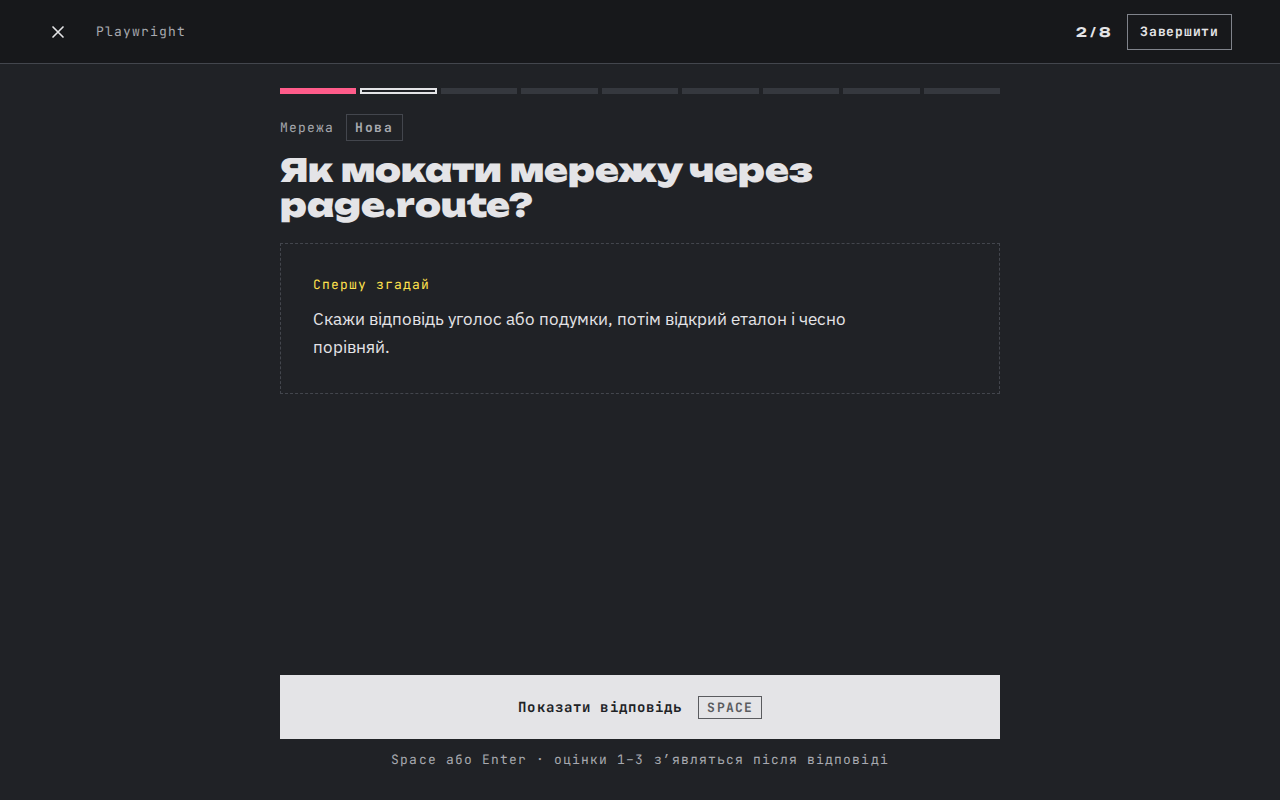 Playwright
2/8
Завершити
Мережа
Нова
Як мокати мережу через
page.route?
Спершу згадай
Скажи відповідь уголос або подумки, потім відкрий еталон і чесно
порівняй.
Показати відповідь SPACE
Space або Enter · оцінки 1–3 з’являться після відповіді